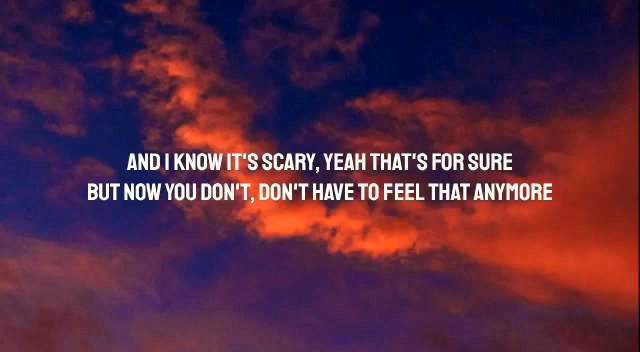 AND I KNOW IT'S SCARY, YEAH THAT'S FOR SURE
BUT NOW YOU DON'T, DON'T HAVE TO FEEL THAT ANYMORE